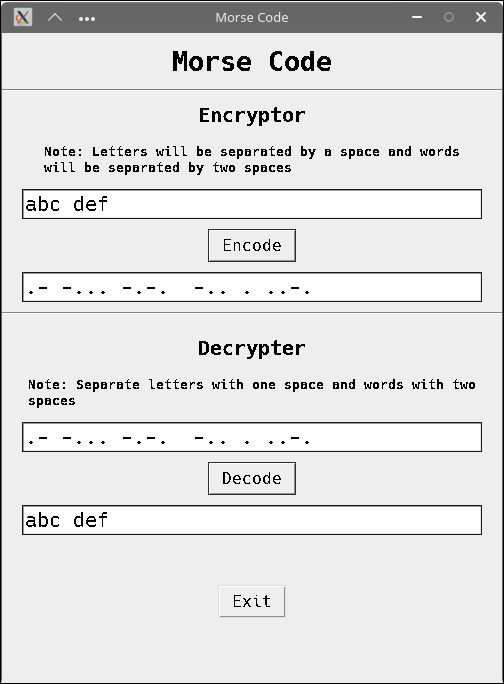 Morse Code
Morse Code
Encryptor
Note: Letters will be separated by a space and words
will be separated by two spaces
abc def
Encode
.- -... -.-.  -.. . ..-.
Decrypter
Note: Separate letters with one space and words with two
spaces
.- -... -.-.  -.. . ..-.
Decode
abc def
Exit